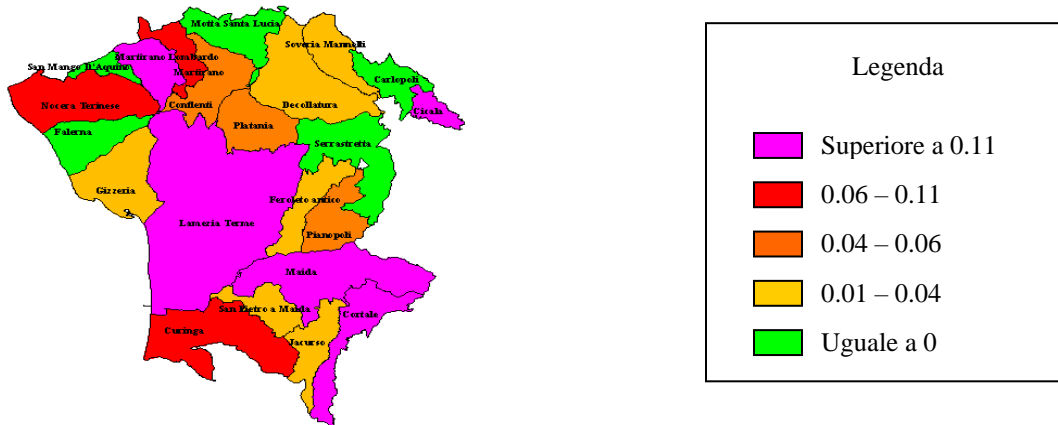 Motta Santa Lucia
Soveria Mannelli
Martirano Lombardo
San Mango D'Aquino
Martirano
Carlopoli
Cicala
Nocera Terinese
Conflenti
Decollatura
Platania
Falerna
Serrastretta
Gizzeria
Feroleto antico
Lamezia Terme
Pianopoli
Maida
San Pietro a Maida
Cortale
Curinga
Jacurso
Legenda
Superiore a 0.11
0.06 – 0.11
0.04 – 0.06
0.01 – 0.04
Uguale a 0